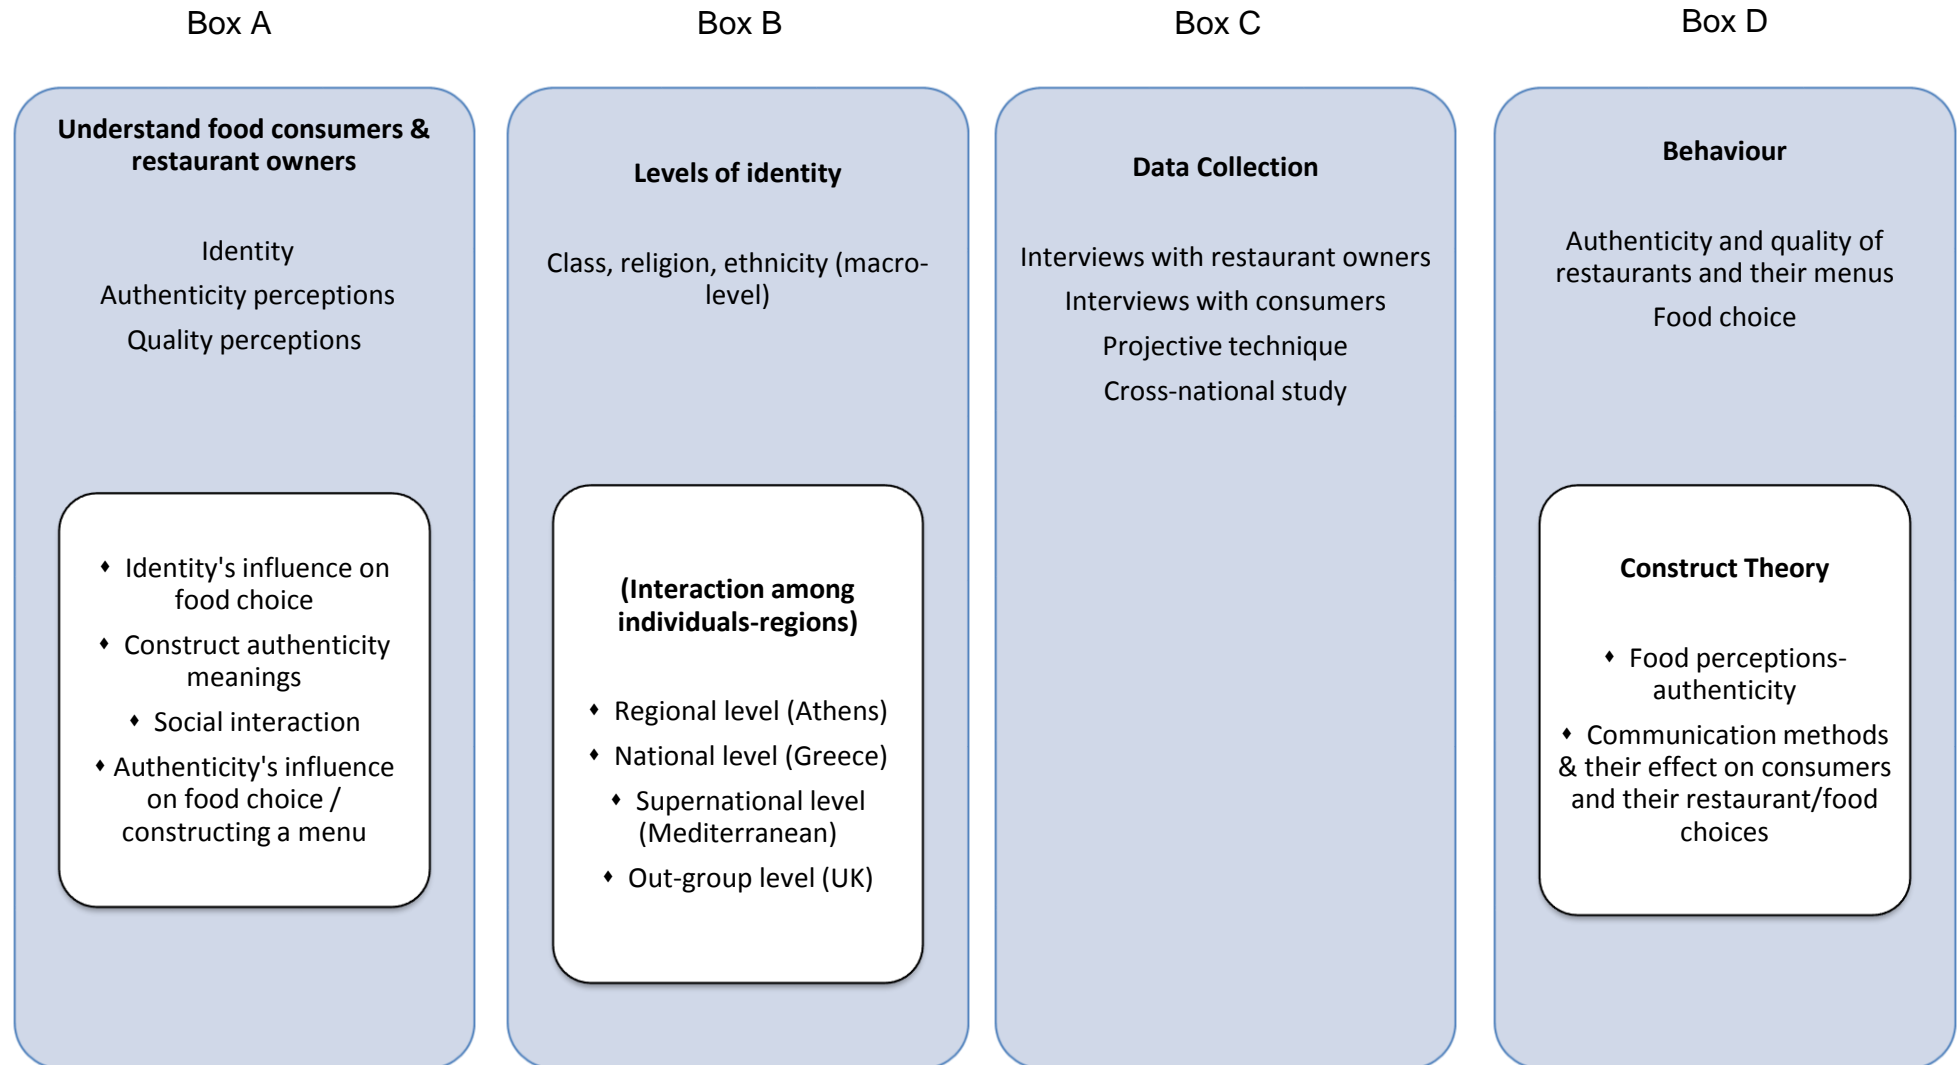 Box A
Understand food consumers &
restaurant owners
Identity
Authenticity perceptions
Quality perceptions
♦ Identity's influence on
food choice
♦ Construct authenticity
meanings
♦ Social interaction
♦ Authenticity's influence
on food choice /
constructing a menu
Box B
Levels of identity
Class, religion, ethnicity (macro-
level)
(Interaction among
individuals-regions)
♦ Regional level (Athens)
♦ National level (Greece)
♦ Supernational level
(Mediterranean)
♦ Out-group level (UK)
Box C
Data Collection
Interviews with restaurant owners
Interviews with consumers
Projective technique
Cross-national study
Box D
Behaviour
Authenticity and quality of
restaurants and their menus
Food choice
Construct Theory
♦ Food perceptions-
authenticity
♦ Communication methods
& their effect on consumers
and their restaurant/food
choices